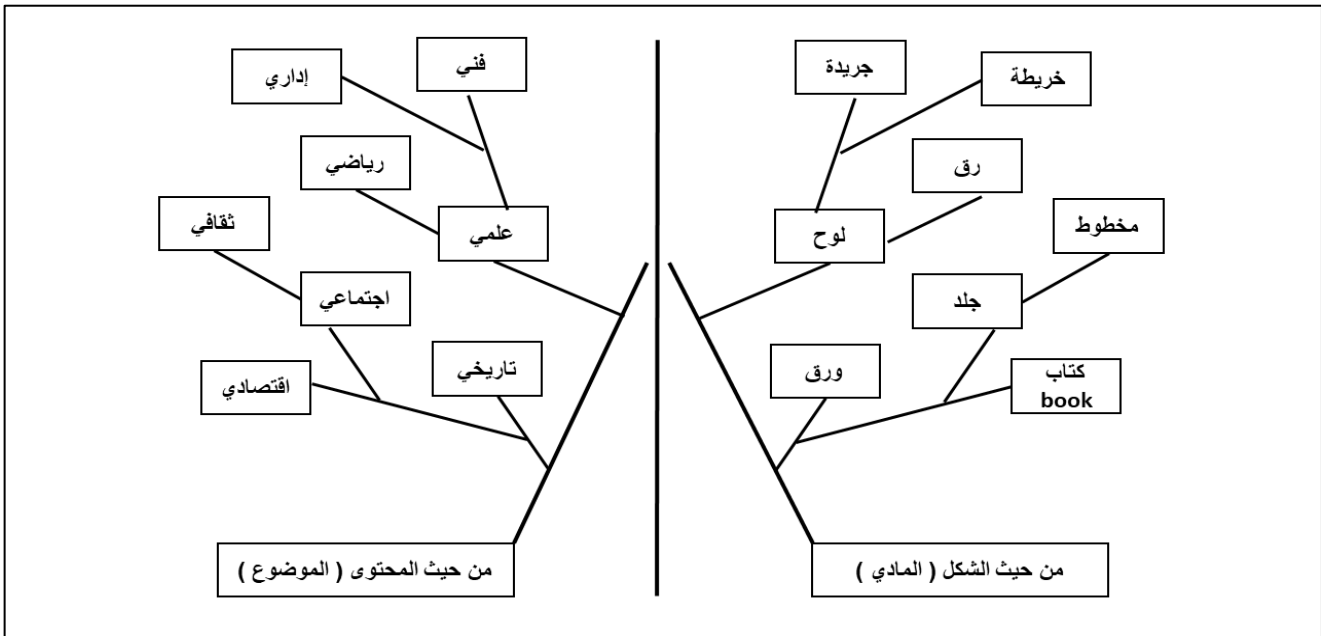 جريدة
خريطة
رق
لوح
مخطوط
جلد
ورق
كتاب
book
من حيث الشكل ( المادي )
فني
إداري
رياضي
علمي
ثقافي
اجتماعي
تاريخي
اقتصادي
من حيث المحتوى ( الموضوع )